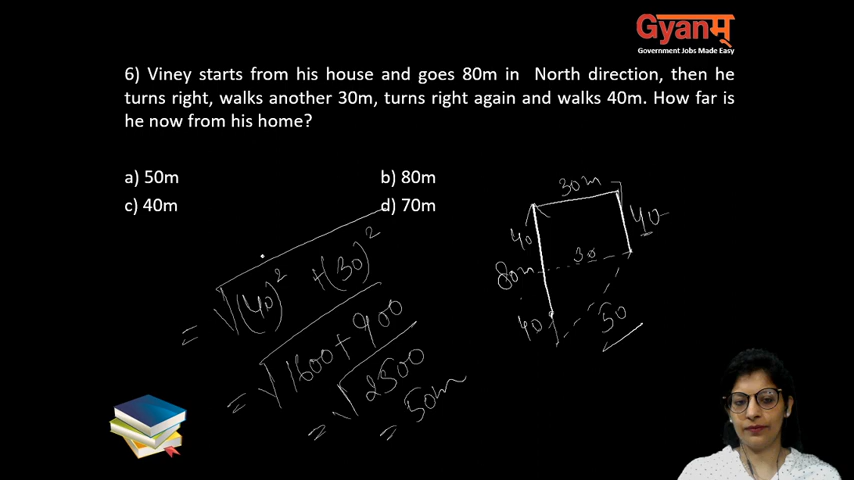 Gyanम्
Government Jobs Made Easy
6) Viney starts from his house and goes 80m in North direction, then he
turns right, walks another 30m, turns right again and walks 40m. How far is
he now from his home?
a) 50m
b) 80m
c) 40m
d) 70m
30m
40
40
30
80m
40
50
= √(40)² + (30)²
= √1600 + 900
= √2500
= 50m